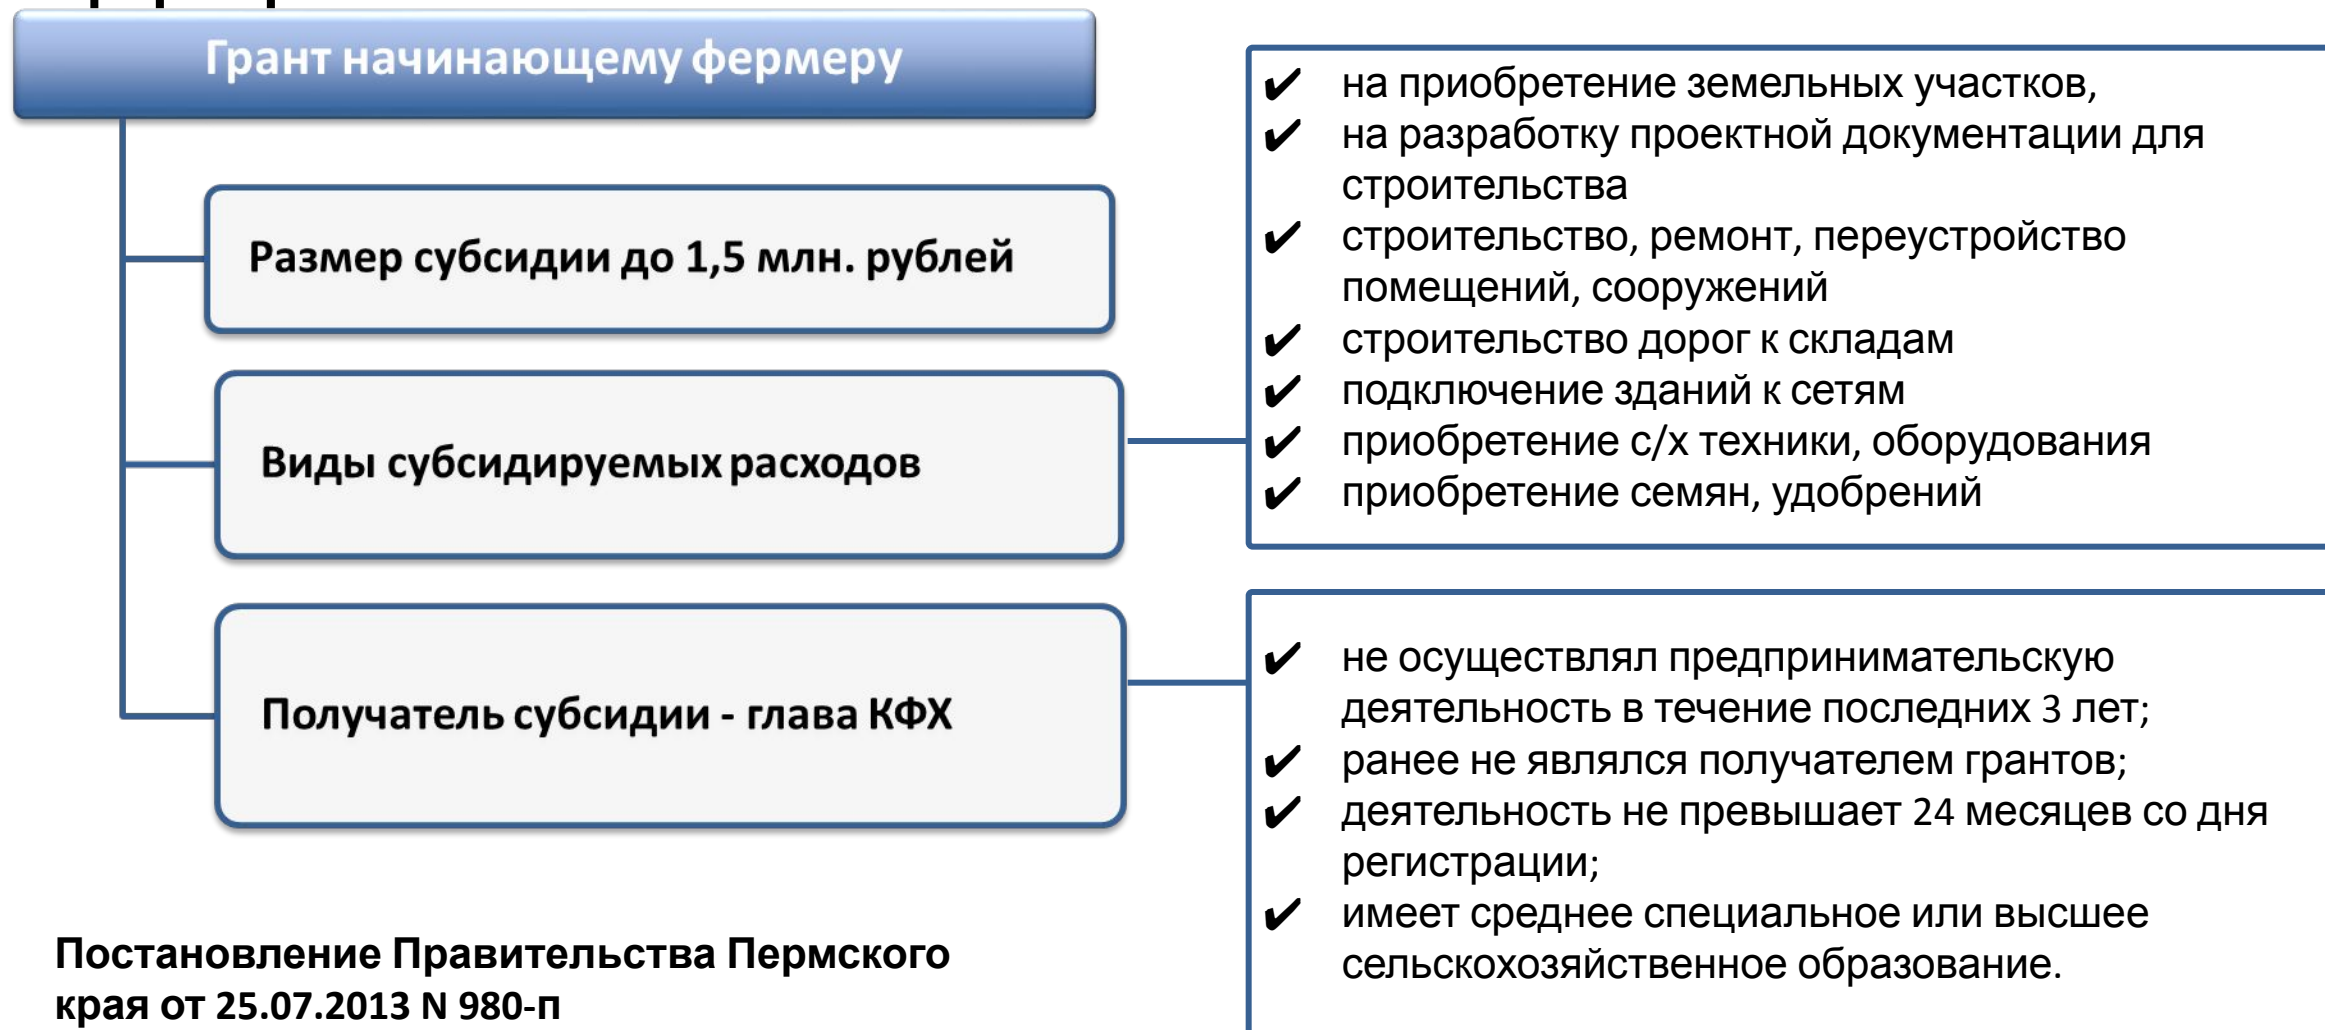 Грант начинающему фермеру
Размер субсидии до 1,5 млн. рублей
Виды субсидируемых расходов
Получатель субсидии - глава КФХ
✔ на приобретение земельных участков,
✔ на разработку проектной документации для
строительства
✔ строительство, ремонт, переустройство
помещений, сооружений
✔ строительство дорог к складам
✔ подключение зданий к сетям
✔ приобретение с/х техники, оборудования
✔ приобретение семян, удобрений
✔ не осуществлял предпринимательскую
деятельность в течение последних 3 лет;
✔ ранее не являлся получателем грантов;
✔ деятельность не превышает 24 месяцев со дня
регистрации;
✔ имеет среднее специальное или высшее
сельскохозяйственное образование.
Постановление Правительства Пермского
края от 25.07.2013 N 980-п